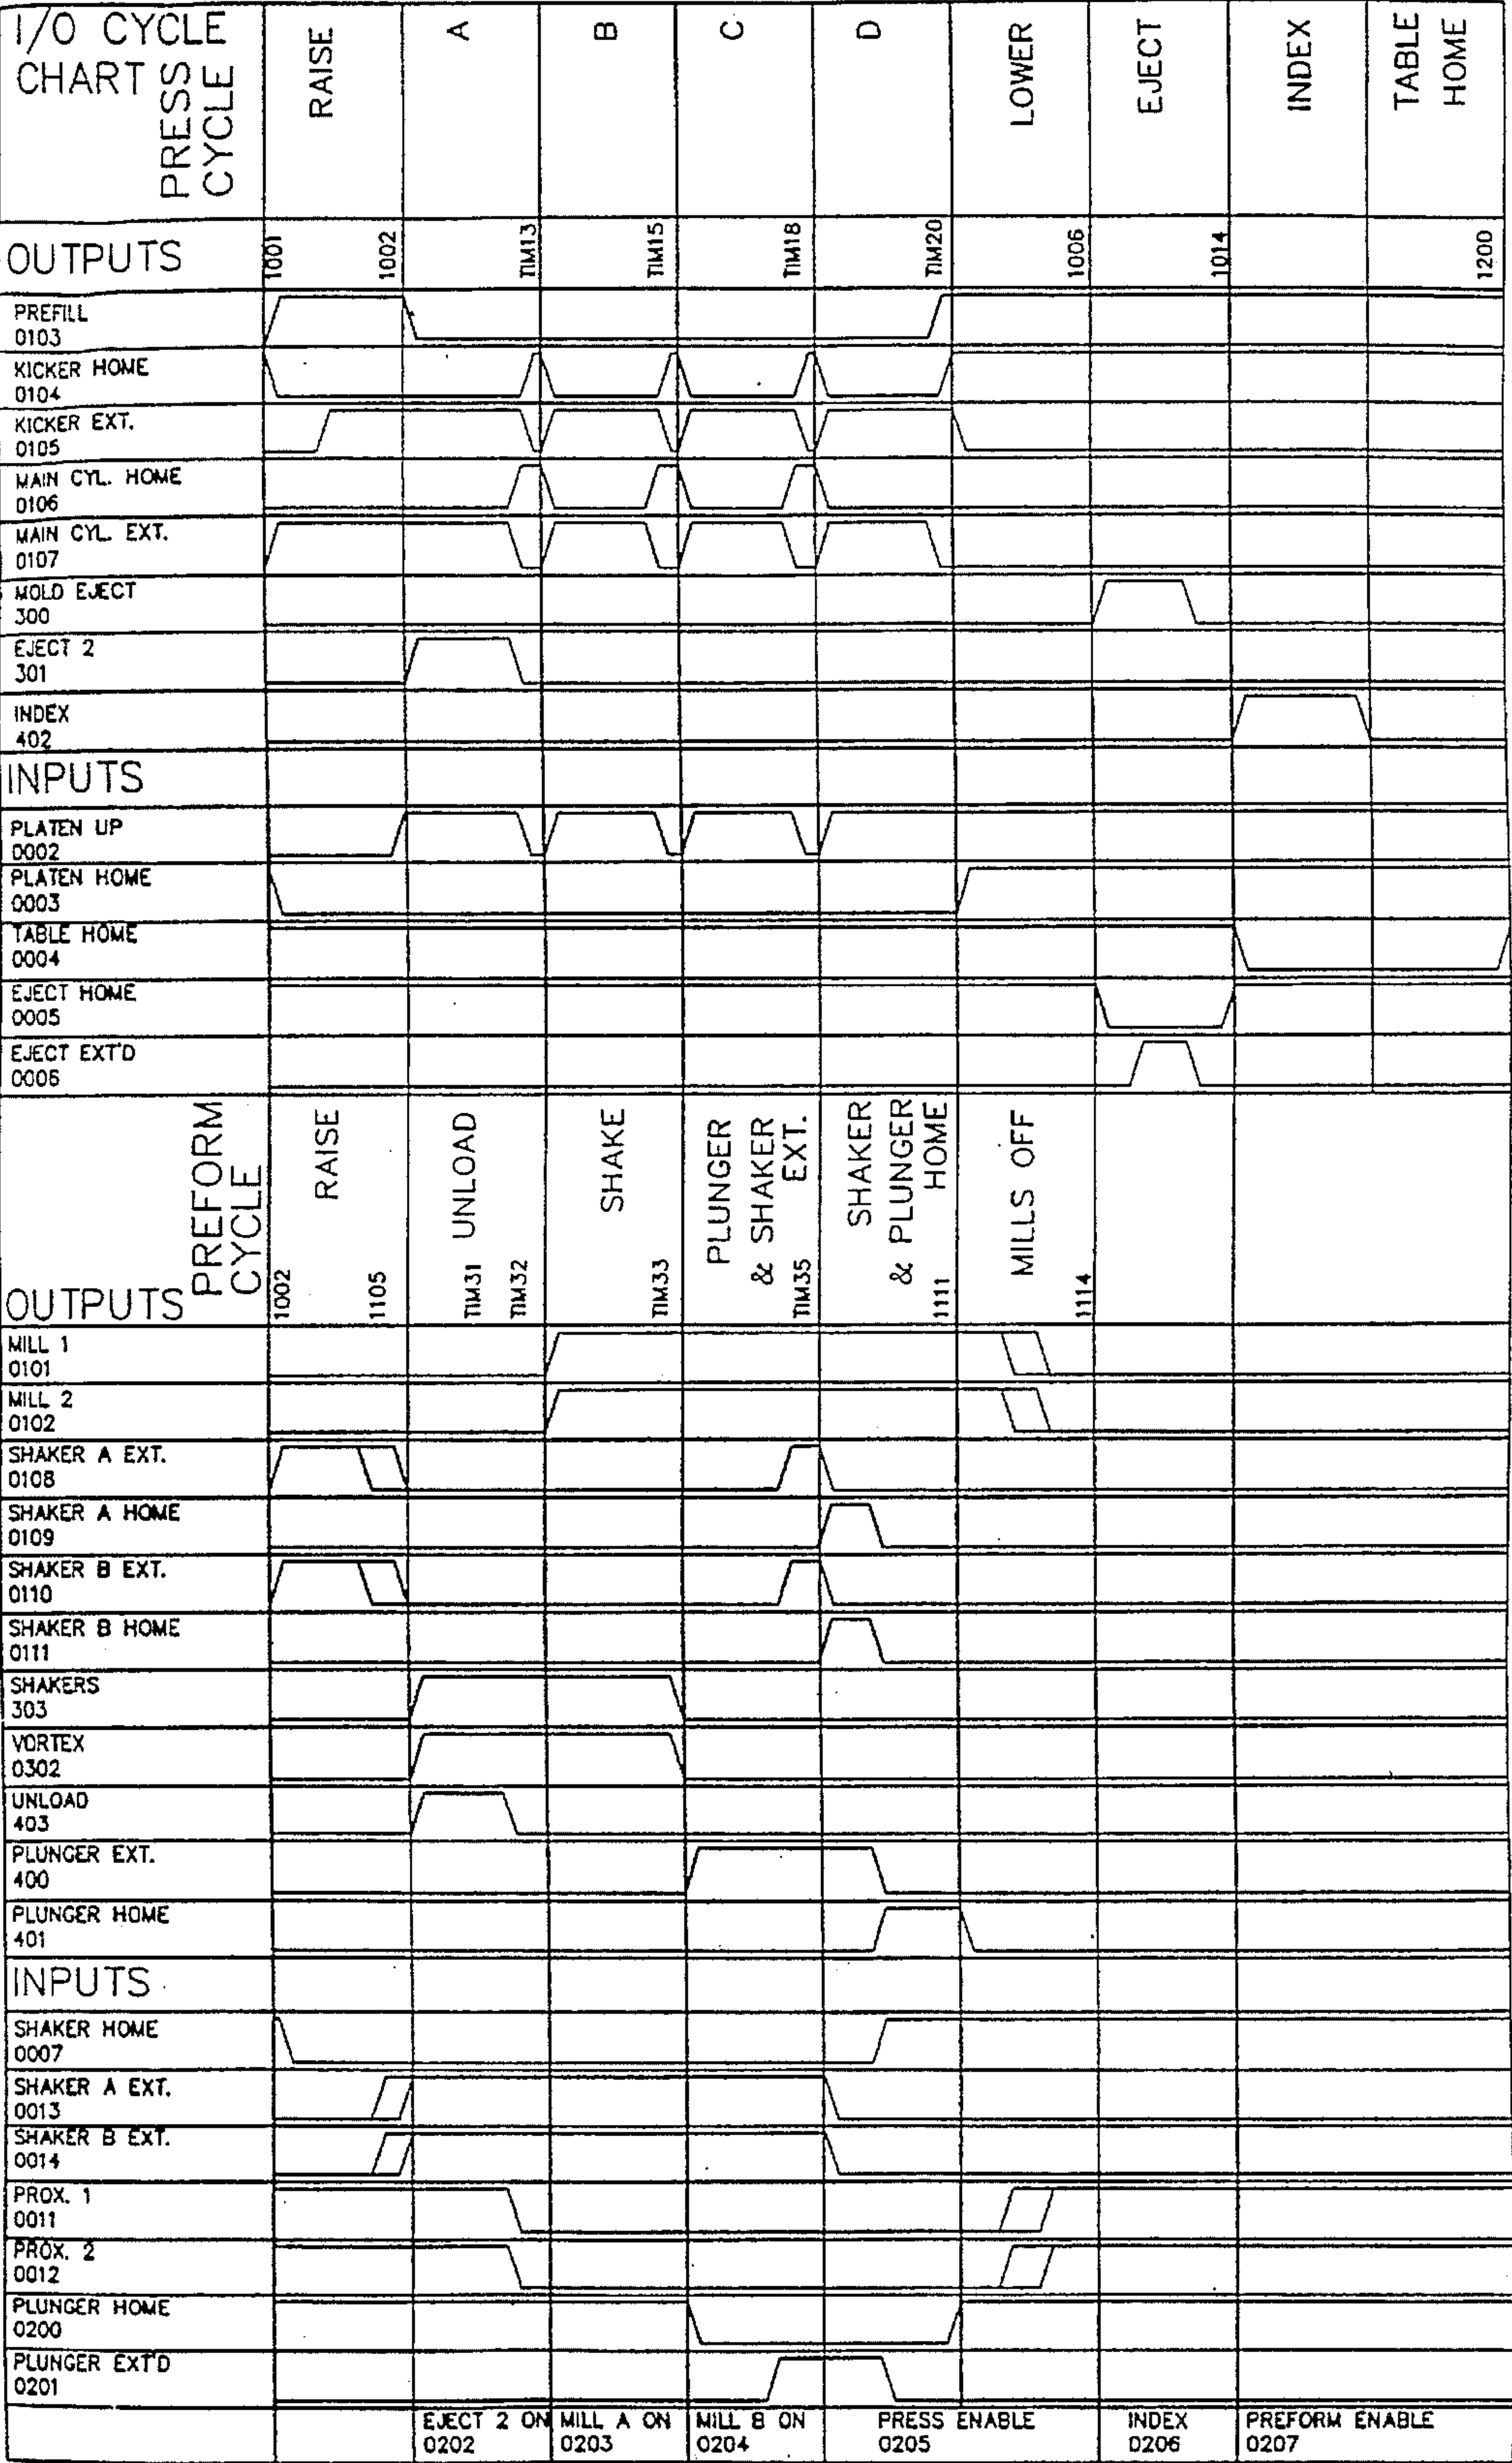 I/O CYCLE
CHART
PRESS
CYCLE
RAISE
A
B
C
D
LOWER
EJECT
INDEX
TABLE
HOME
OUTPUTS
1001
1002
TIM13
TIM15
TIM18
TIM20
1006
1014
1200
PREFILL
0103
KICKER HOME
0104
KICKER EXT.
0105
MAIN CYL. HOME
0106
MAIN CYL. EXT.
0107
MOLD EJECT
300
EJECT 2
301
INDEX
402
INPUTS
PLATEN UP
0002
PLATEN HOME
0003
TABLE HOME
0004
EJECT HOME
0005
EJECT EXT'D
0006
PREFORM
CYCLE
RAISE
UNLOAD
SHAKE
PLUNGER
& SHAKER
EXT.
SHAKER
& PLUNGER
HOME
MILLS OFF
OUTPUTS
1002
1105
TIM31
TIM32
TIM33
TIM35
1111
1114
MILL 1
0101
MILL 2
0102
SHAKER A EXT.
0108
SHAKER A HOME
0109
SHAKER B EXT.
0110
SHAKER B HOME
0111
SHAKERS
303
VORTEX
0302
UNLOAD
403
PLUNGER EXT.
400
PLUNGER HOME
401
INPUTS
SHAKER HOME
0007
SHAKER A EXT.
0013
SHAKER B EXT.
0014
PROX. 1
0011
PROX. 2
0012
PLUNGER HOME
0200
PLUNGER EXT'D
0201
EJECT 2 ON MILL A ON MILL B ON PRESS ENABLE INDEX PREFORM ENABLE
0202 0203 0204 0205 0206 0207